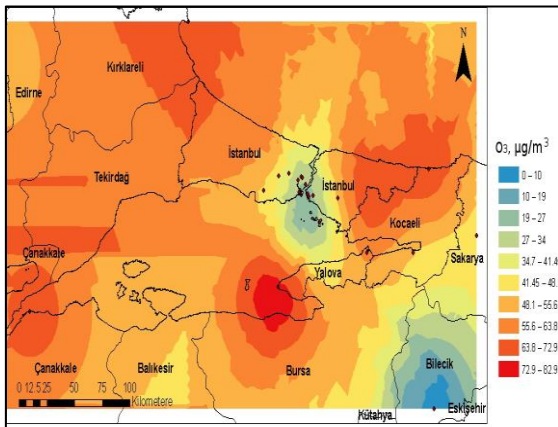 N
Kırklareli
Edirne
İstanbul
İstanbul
Tekirdağ
Kocaeli
Çanakkale
Sakarya
Yalova
Çanakkale
Balıkesir
Bursa
Bilecik
0 12.5 25 50 75 100
Kilometere
Kütahya
Eskişehir
O₃, µg/m³
0 – 10
10 – 19
19 – 27
27 – 34
34.7 – 41.4
41.45 – 48.
48.1 – 55.6
55.6 – 63.8
63.8 – 72.9
72.9 – 82.9